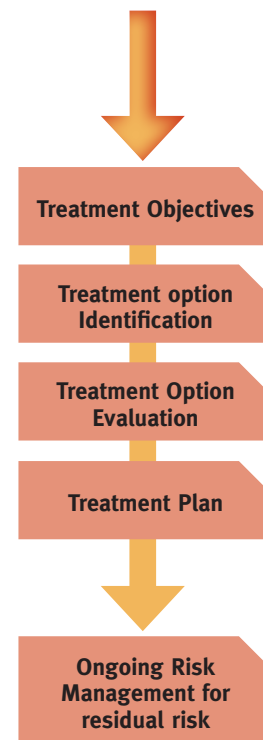 Treatment Objectives
Treatment option
Identification
Treatment Option
Evaluation
Treatment Plan
Ongoing Risk
Management for
residual risk